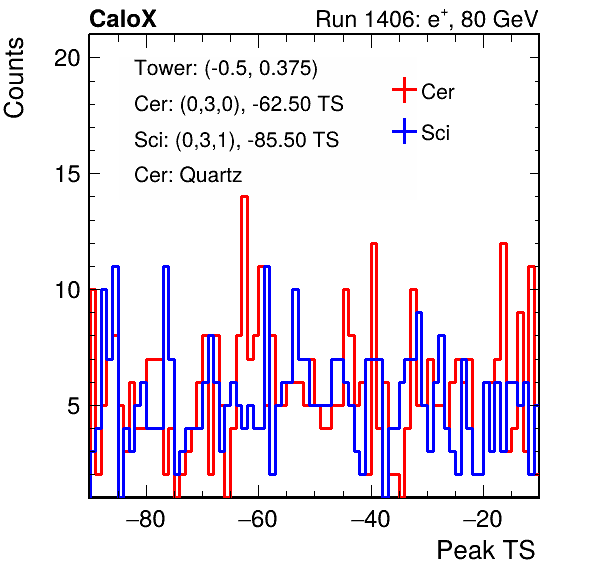 CaloX Run 1406: e⁺, 80 GeV
Counts
20
15
10
5
Tower: (-0.5, 0.375)
Cer: (0,3,0), -62.50 TS
Sci: (0,3,1), -85.50 TS
Cer: Quartz
Cer
Sci
−80 −60 −40 −20
Peak TS